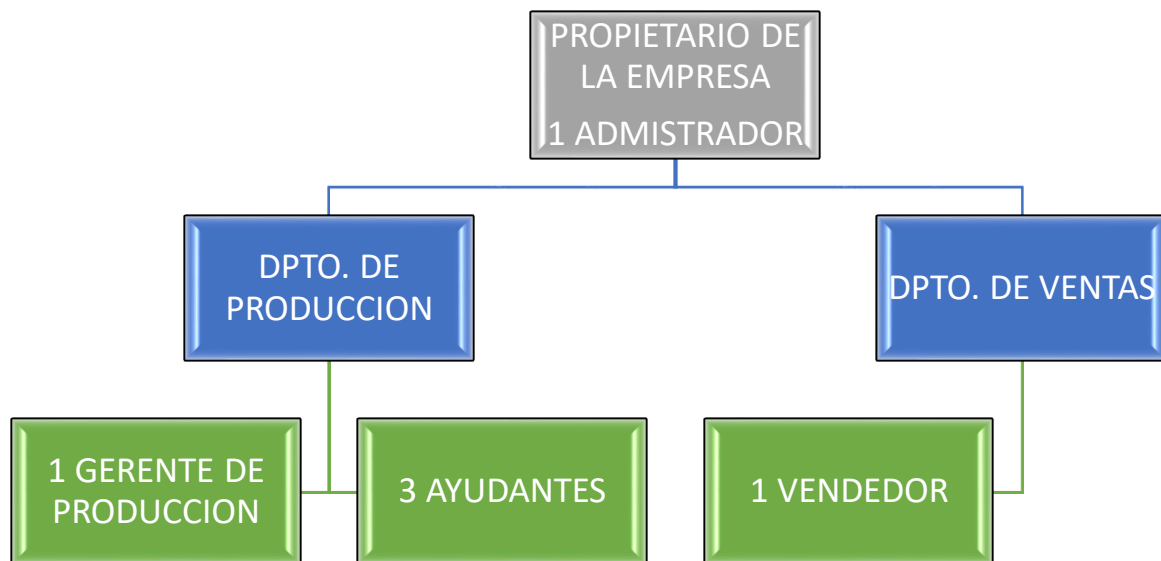 PROPIETARIO DE
LA EMPRESA
1 ADMISTRADOR
DPTO. DE
PRODUCCION
DPTO. DE VENTAS
1 GERENTE DE
PRODUCCION
3 AYUDANTES
1 VENDEDOR